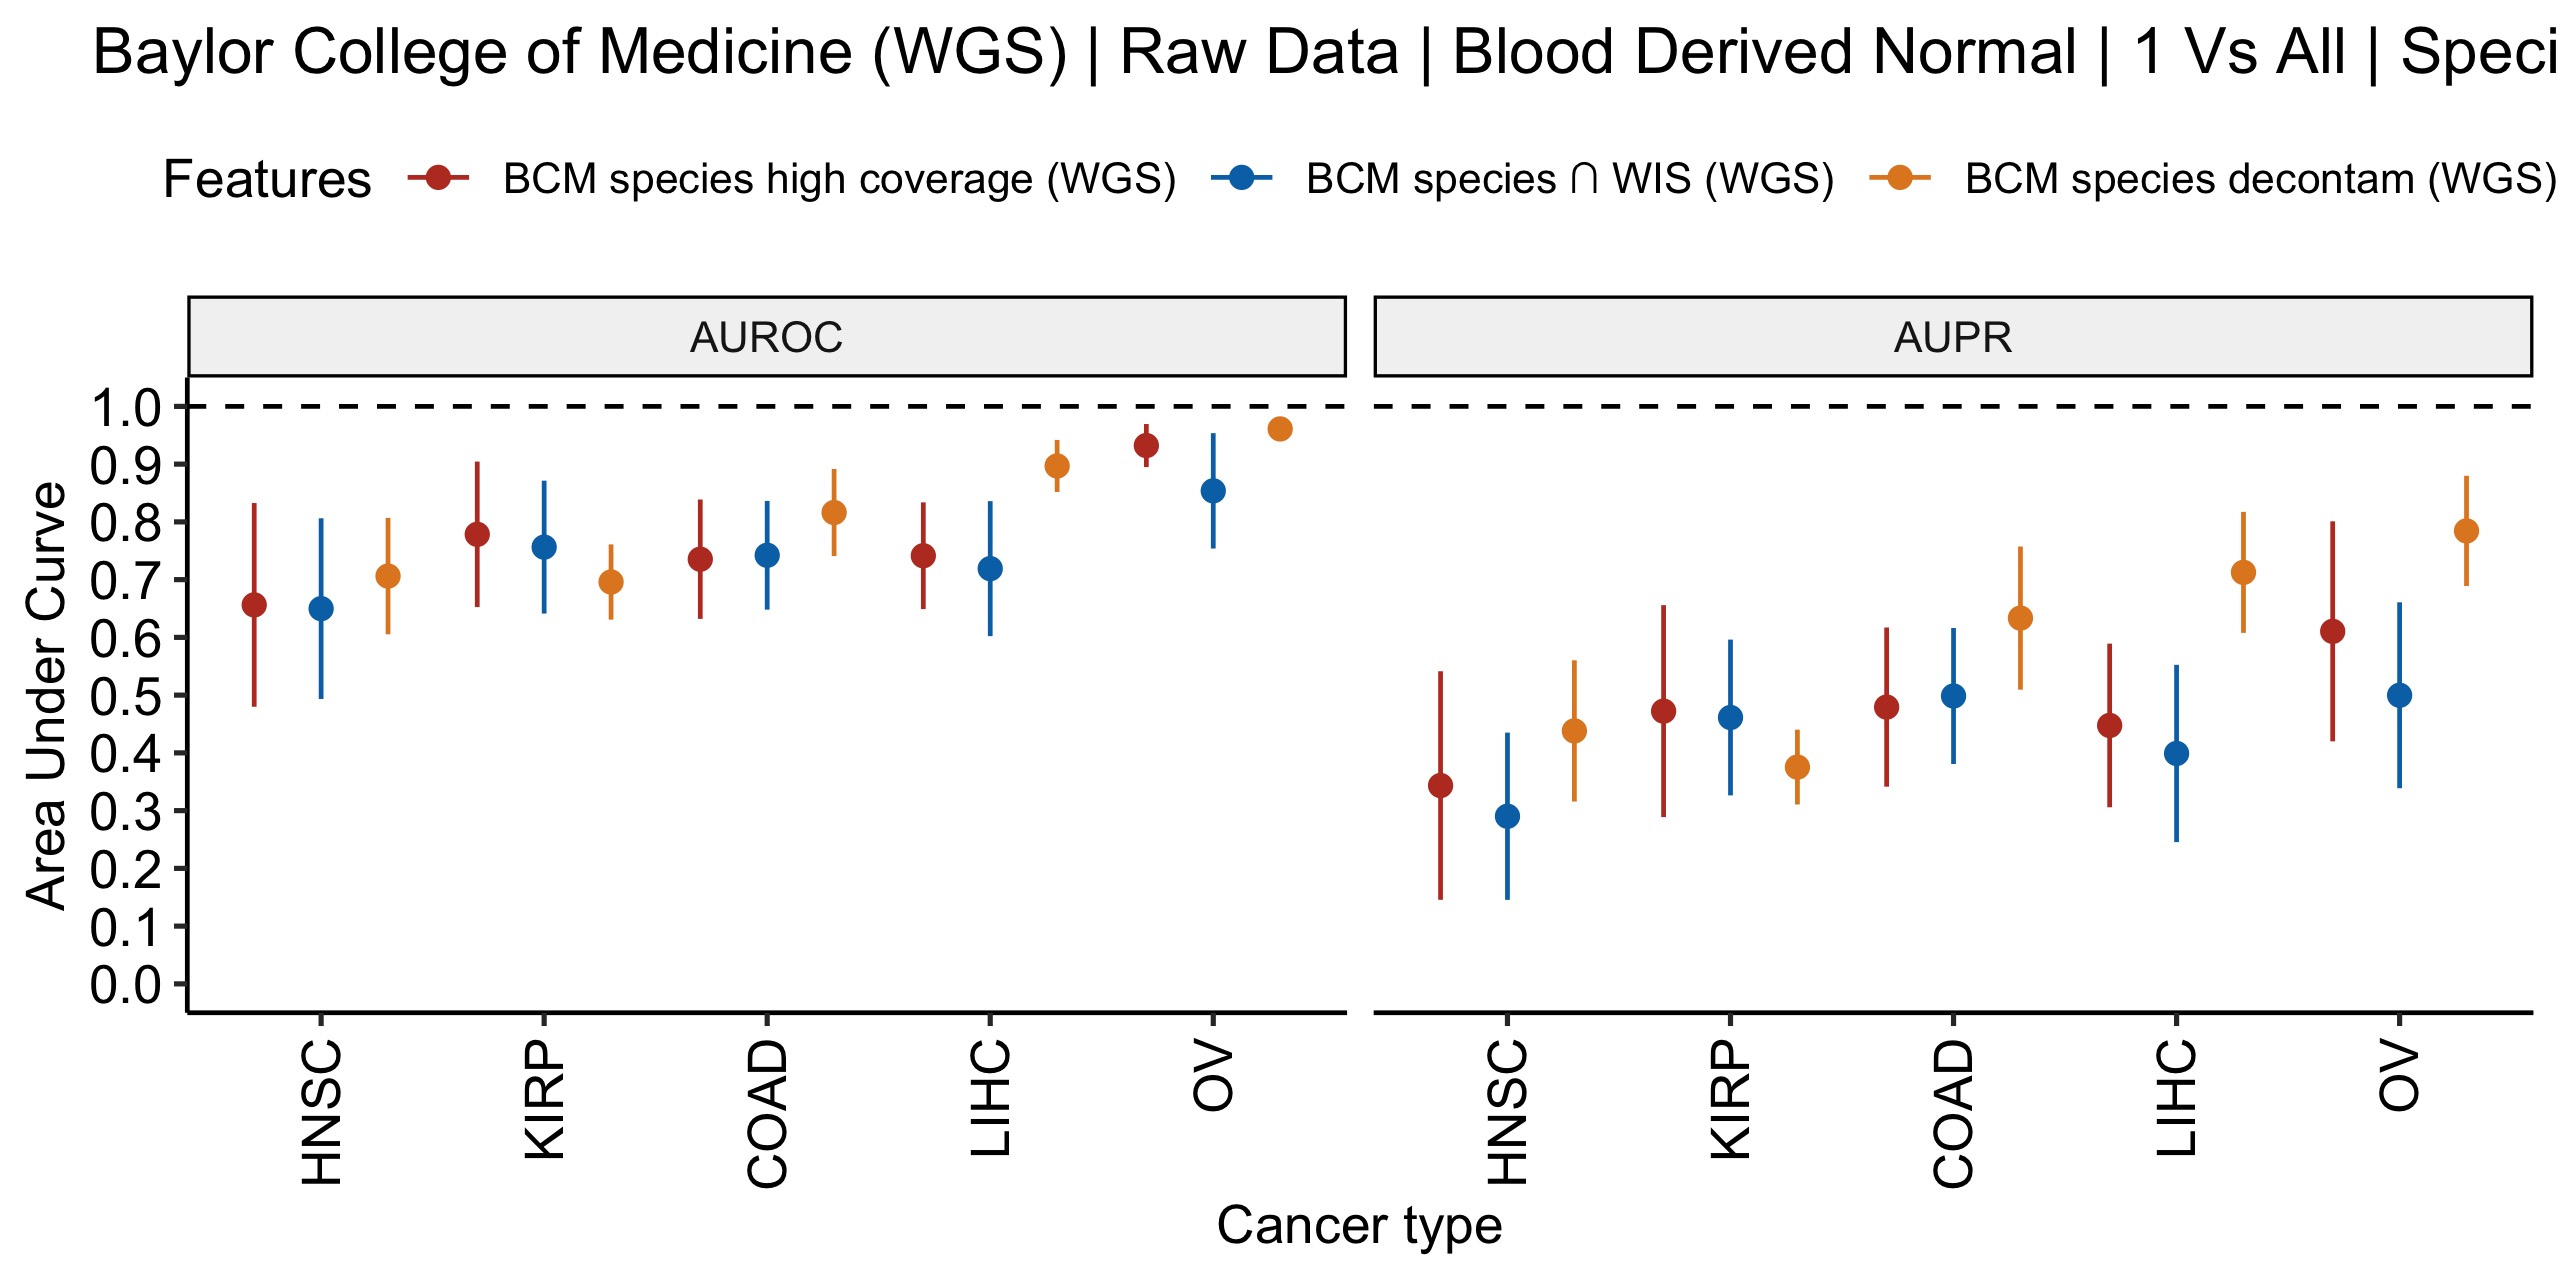 Baylor College of Medicine (WGS) | Raw Data | Blood Derived Normal | 1 Vs All | Speci
Features BCM species high coverage (WGS) BCM species ∩ WIS (WGS) BCM species decontam (WGS)
AUROC AUPR
1.0
0.9
0.8
0.7
0.6
0.5
0.4
0.3
0.2
0.1
0.0
Area Under Curve
HNSC KIRP COAD LIHC OV HNSC KIRP COAD LIHC OV
Cancer type